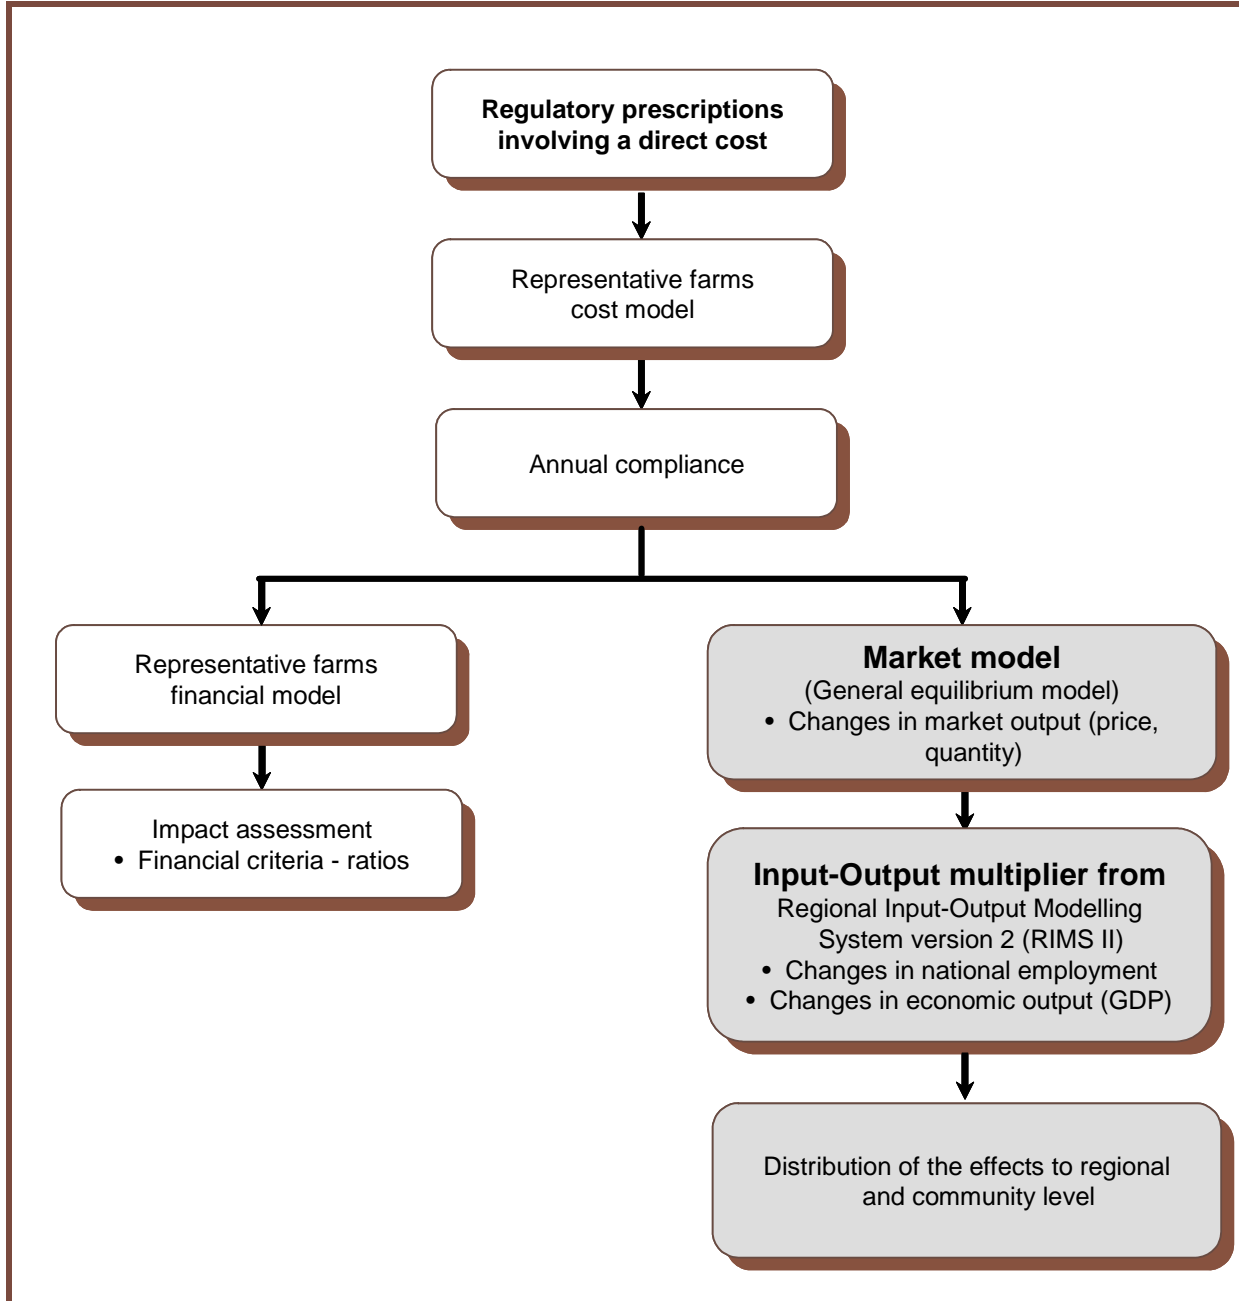 Regulatory prescriptions
involving a direct cost
Representative farms
cost model
Annual compliance
Representative farms
financial model
Impact assessment
• Financial criteria - ratios
Market model
(General equilibrium model)
• Changes in market output (price,
quantity)
Input-Output multiplier from
Regional Input-Output Modelling
System version 2 (RIMS II)
• Changes in national employment
• Changes in economic output (GDP)
Distribution of the effects to regional
and community level